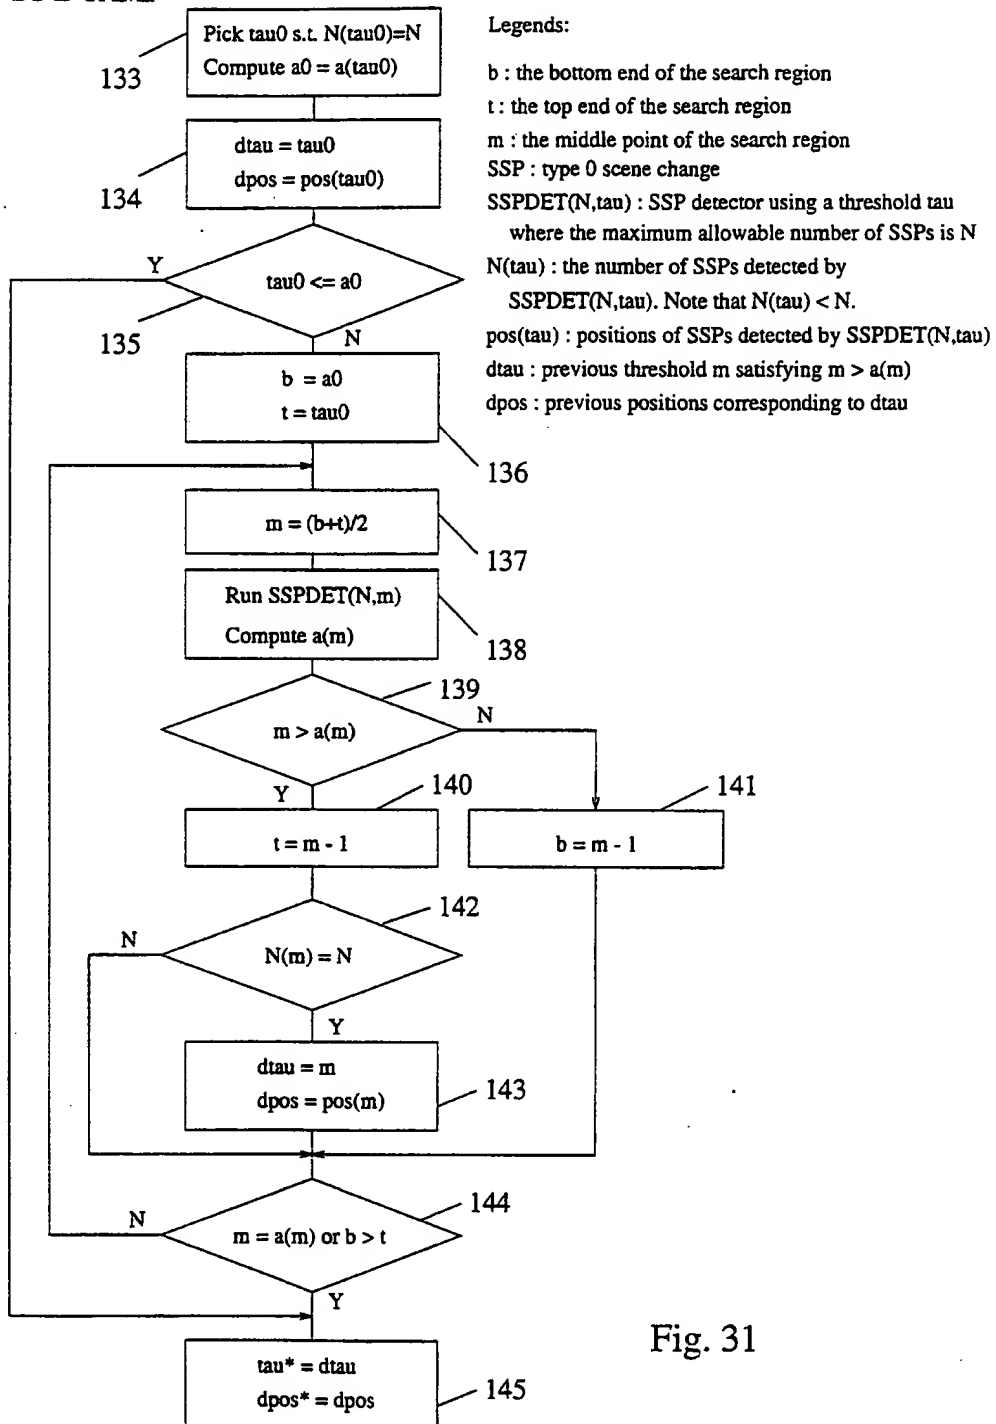 Pick tau0 s.t. N(tau0)=N
Compute a0 = a(tau0)
133
dtau = tau0
dpos = pos(tau0)
134
Y
tau0 <= a0
135
N
b = a0
t = tau0
136
m = (b+t)/2
137
Run SSPDET(N,m)
Compute a(m)
138
139
m > a(m)
N
Y
140
141
t = m - 1
b = m - 1
142
N
N(m) = N
Y
dtau = m
dpos = pos(m)
143
144
N
m = a(m) or b > t
Y
tau* = dtau
dpos* = dpos
145
Legends:
b : the bottom end of the search region
t : the top end of the search region
m : the middle point of the search region
SSP : type 0 scene change
SSPDET(N,tau) : SSP detector using a threshold tau
where the maximum allowable number of SSPs is N
N(tau) : the number of SSPs detected by
SSPDET(N,tau). Note that N(tau) < N.
pos(tau) : positions of SSPs detected by SSPDET(N,tau)
dtau : previous threshold m satisfying m > a(m)
dpos : previous positions corresponding to dtau
Fig. 31